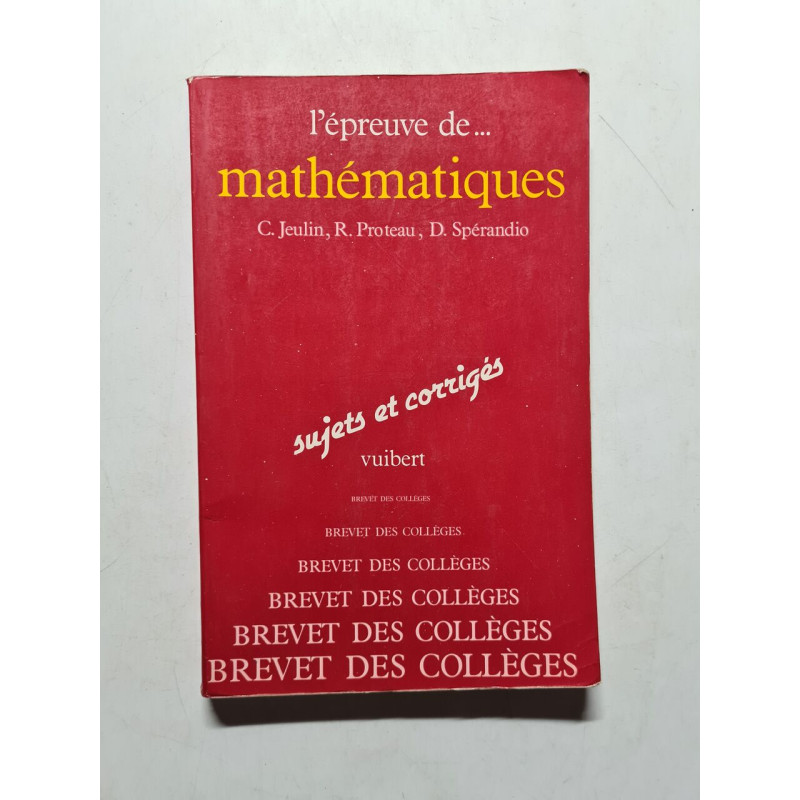 l'épreuve de...
mathématiques
C. Jeulin, R. Proteau, D. Spérandio
sujets et corrigés
vuibert
BREVET DES COLLÈGES
BREVET DES COLLÈGES
BREVET DES COLLÈGES
BREVET DES COLLÈGES
BREVET DES COLLÈGES
BREVET DES COLLÈGES